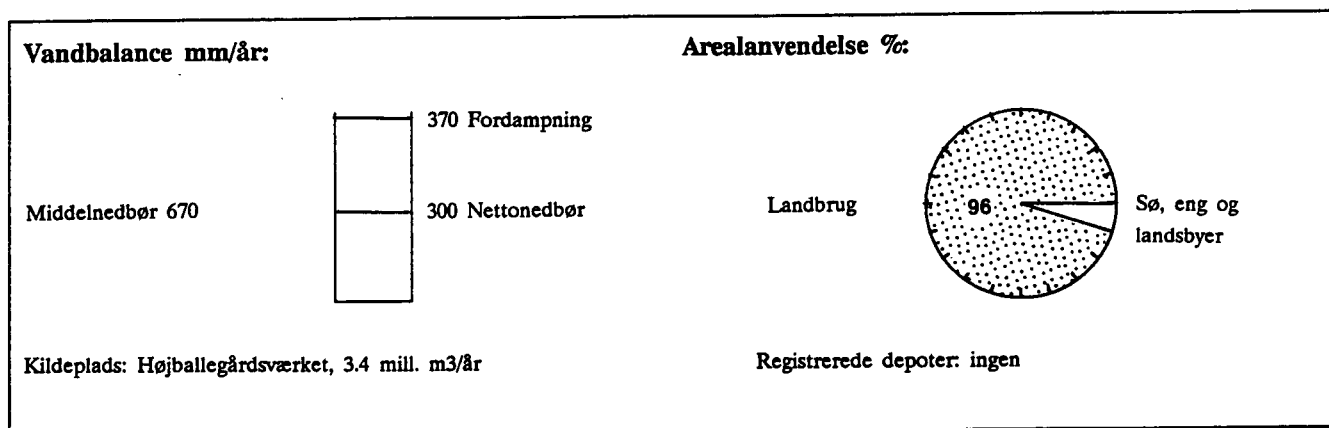 Vandbalance mm/år:
Arealanvendelse %:
370 Fordampning
Middelnedbør 670
300 Nettonedbør
Landbrug
96
Sø, eng og
landsbyer
Kildeplads: Højballegårdsværket, 3.4 mill. m3/år
Registrerede depoter: ingen